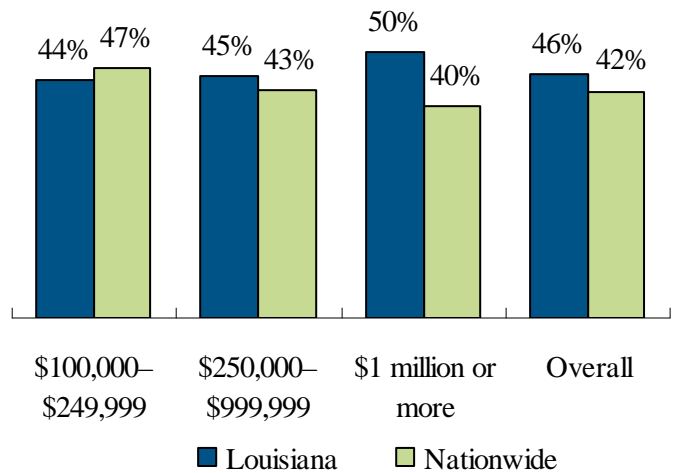 44% 47% 45% 43% 50% 40% 46% 42%
$100,000–
$249,999
$250,000–
$999,999
$1 million or
more
Overall
Louisiana Nationwide